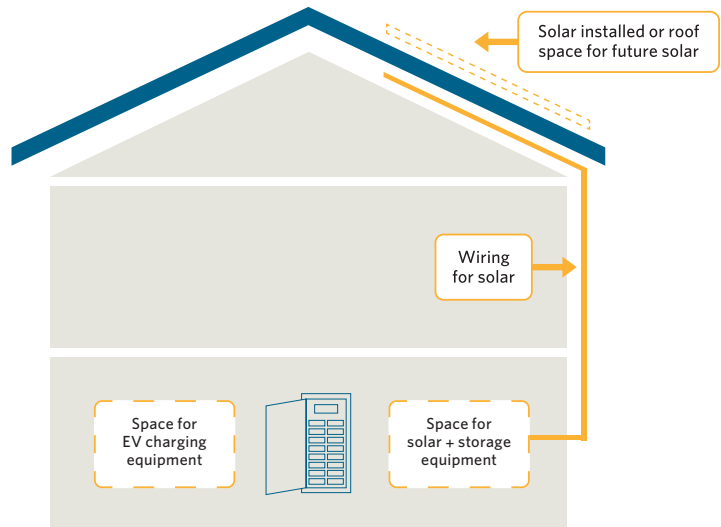 Solar installed or roof
space for future solar
Wiring
for solar
Space for
EV charging
equipment
Space for
solar + storage
equipment